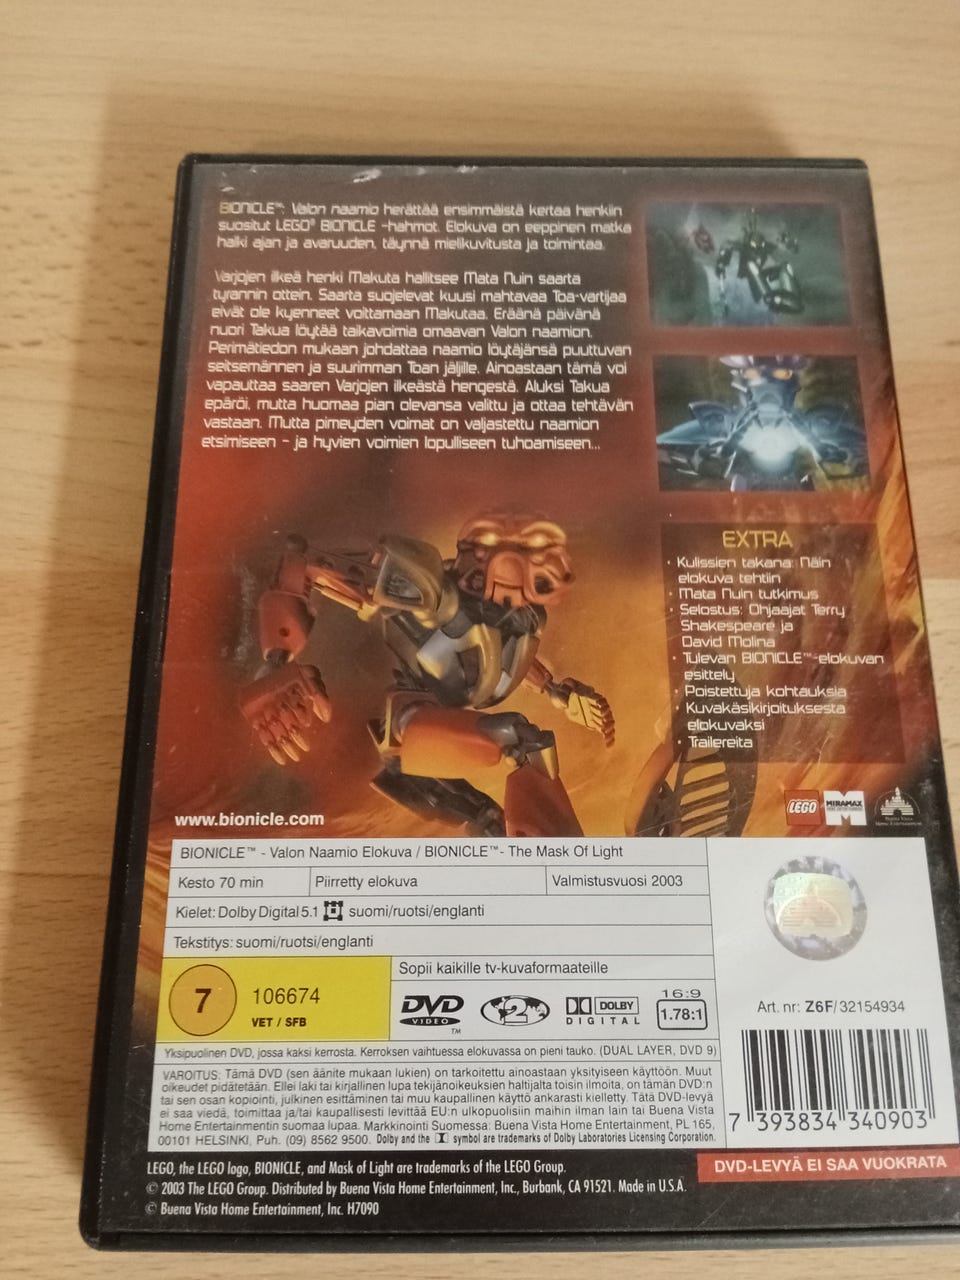 BIONICLE™: Valon naamio herättää ensimmäistä kertaa henkiin
suositut LEGO® BIONICLE -hahmot. Elokuva on eeppinen matka
halki ajan ja avaruuden, täynnä mielikuvitusta ja toimintaa.
Varjojen ilkeä henki Makuta hallitsee Mata Nuin saarta
tyrannin ottein. Saarta suojelevat kuusi mahtavaa Toa-vartijaa
eivät ole kyenneet voittamaan Makutaa. Eräänä päivänä
nuori Takua löytää taikavoimia omaavan Valon naamion.
Perimätiedon mukaan johdattaa naamio löytäjänsä puuttuvan
seitsemännen ja suurimman Toan jäljille. Ainoastaan tämä voi
vapauttaa saaren Varjojen ilkeästä hengestä. Aluksi Takua
epäröi, mutta huomaa pian olevansa valittu ja ottaa tehtävän
vastaan. Mutta pimeyden voimat on valjastettu naamion
etsimiseen - ja hyvien voimien lopulliseen tuhoamiseen...
EXTRA
• Kulissien takana: Näin
elokuva tehtiin
• Mata Nuin tutkimus
• Selostus: Ohjaajat Terry
Shakespeare ja
David Molina
• Tulevan BIONICLE™-elokuvan
esittely
• Poistettuja kohtauksia
• Kuvakäsikirjoituksesta
elokuvaksi
• Trailereita
LEGO
MIRAMAX
HOME ENTERTAINMENT
Buena Vista
Home Entertainment
www.bionicle.com
BIONICLE™ - Valon Naamio Elokuva / BIONICLE™- The Mask Of Light
Kesto 70 min
Piirretty elokuva
Valmistusvuosi 2003
Kielet: Dolby Digital 5.1 suomi/ruotsi/englanti
Tekstitys: suomi/ruotsi/englanti
7
106674
VET / SFB
Sopii kaikille tv-kuvaformaateille
DVD
VIDEO
TM
2
DOLBY
DIGITAL
16:9
1.78:1
Art. nr: Z6F/32154934
7 393834 340903
Yksipuolinen DVD, jossa kaksi kerrosta. Kerroksen vaihtuessa elokuvassa on pieni tauko. (DUAL LAYER, DVD 9)
VAROITUS: Tämä DVD (sen äänite mukaan lukien) on tarkoitettu ainoastaan yksityiseen käyttöön. Muut
oikeudet pidätetään. Ellei laki tai kirjallinen lupa tekijänoikeuksien haltijalta toisin ilmoita, on tämän DVD:n
tai sen osan kopiointi, julkinen esittäminen tai muu kaupallinen käyttö ankarasti kielletty. Tätä DVD-levyä
ei saa viedä, toimittaa ja/tai kaupallisesti levittää EU:n ulkopuolisiin maihin ilman lain tai Buena Vista
Home Entertainmentin suomaa lupaa. Markkinointi Suomessa: Buena Vista Home Entertainment, PL 165,
00101 HELSINKI, Puh. (09) 8562 9500. Dolby and the symbol are trademarks of Dolby Laboratories Licensing Corporation.
DVD-LEVYÄ EI SAA VUOKRATA
LEGO, the LEGO logo, BIONICLE, and Mask of Light are trademarks of the LEGO Group.
© 2003 The LEGO Group. Distributed by Buena Vista Home Entertainment, Inc., Burbank, CA 91521. Made in U.S.A.
© Buena Vista Home Entertainment, Inc. H7090